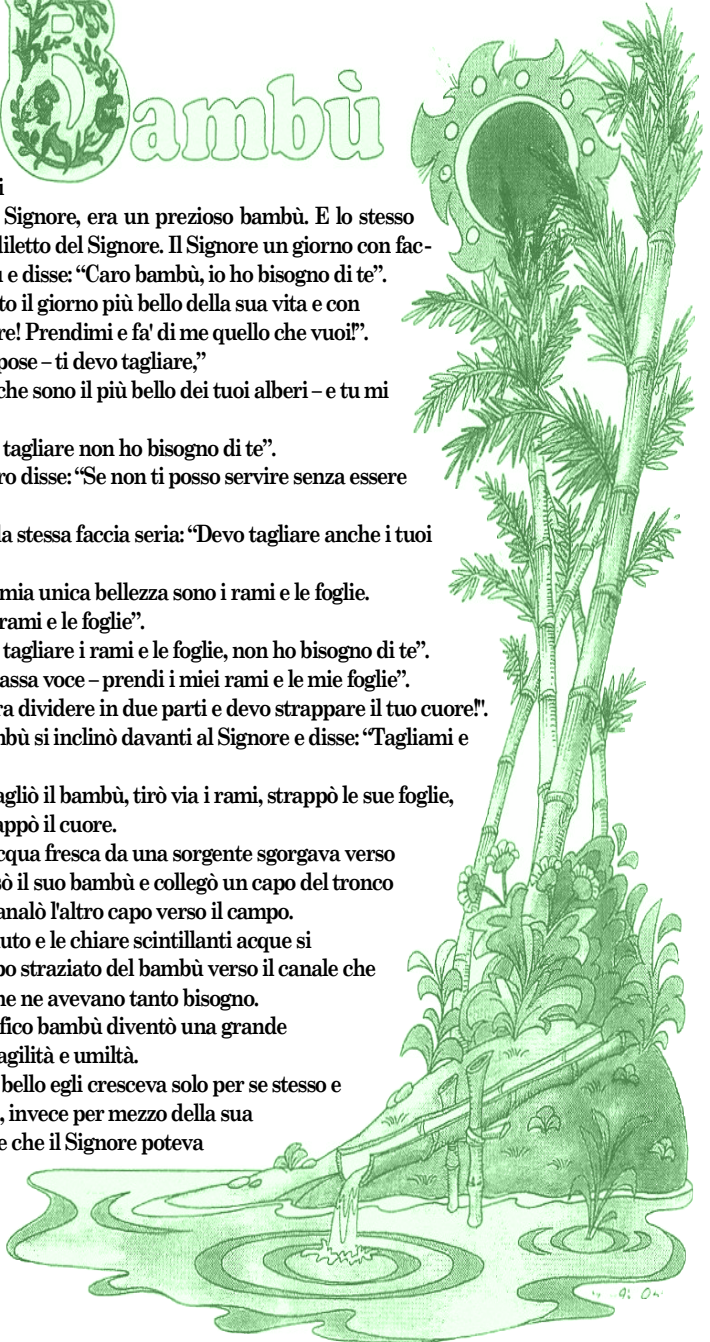 Bambù
i
Signore, era un prezioso bambù. E lo stesso
diletto del Signore. Il Signore un giorno con fac-
e disse: “Caro bambù, io ho bisogno di te”.
to il giorno più bello della sua vita e con
re! Prendimi e fa' di me quello che vuoi!”.
pose – ti devo tagliare,”
che sono il più bello dei tuoi alberi – e tu mi
tagliare non ho bisogno di te”.
ro disse: “Se non ti posso servire senza essere
la stessa faccia seria: “Devo tagliare anche i tuoi
mia unica bellezza sono i rami e le foglie.
rami e le foglie”.
tagliare i rami e le foglie, non ho bisogno di te”.
assa voce – prendi i miei rami e le mie foglie”.
ra dividere in due parti e devo strappare il tuo cuore!".
mbù si inclinò davanti al Signore e disse: “Tagliami e
agliò il bambù, tirò via i rami, strappò le sue foglie,
appò il cuore.
cqua fresca da una sorgente sgorgava verso
sò il suo bambù e collegò un capo del tronco
analò l'altro capo verso il campo.
uto e le chiare scintillanti acque si
po straziato del bambù verso il canale che
he ne avevano tanto bisogno.
fico bambù diventò una grande
agilità e umiltà.
bello egli cresceva solo per se stesso e
, invece per mezzo della sua
e che il Signore poteva